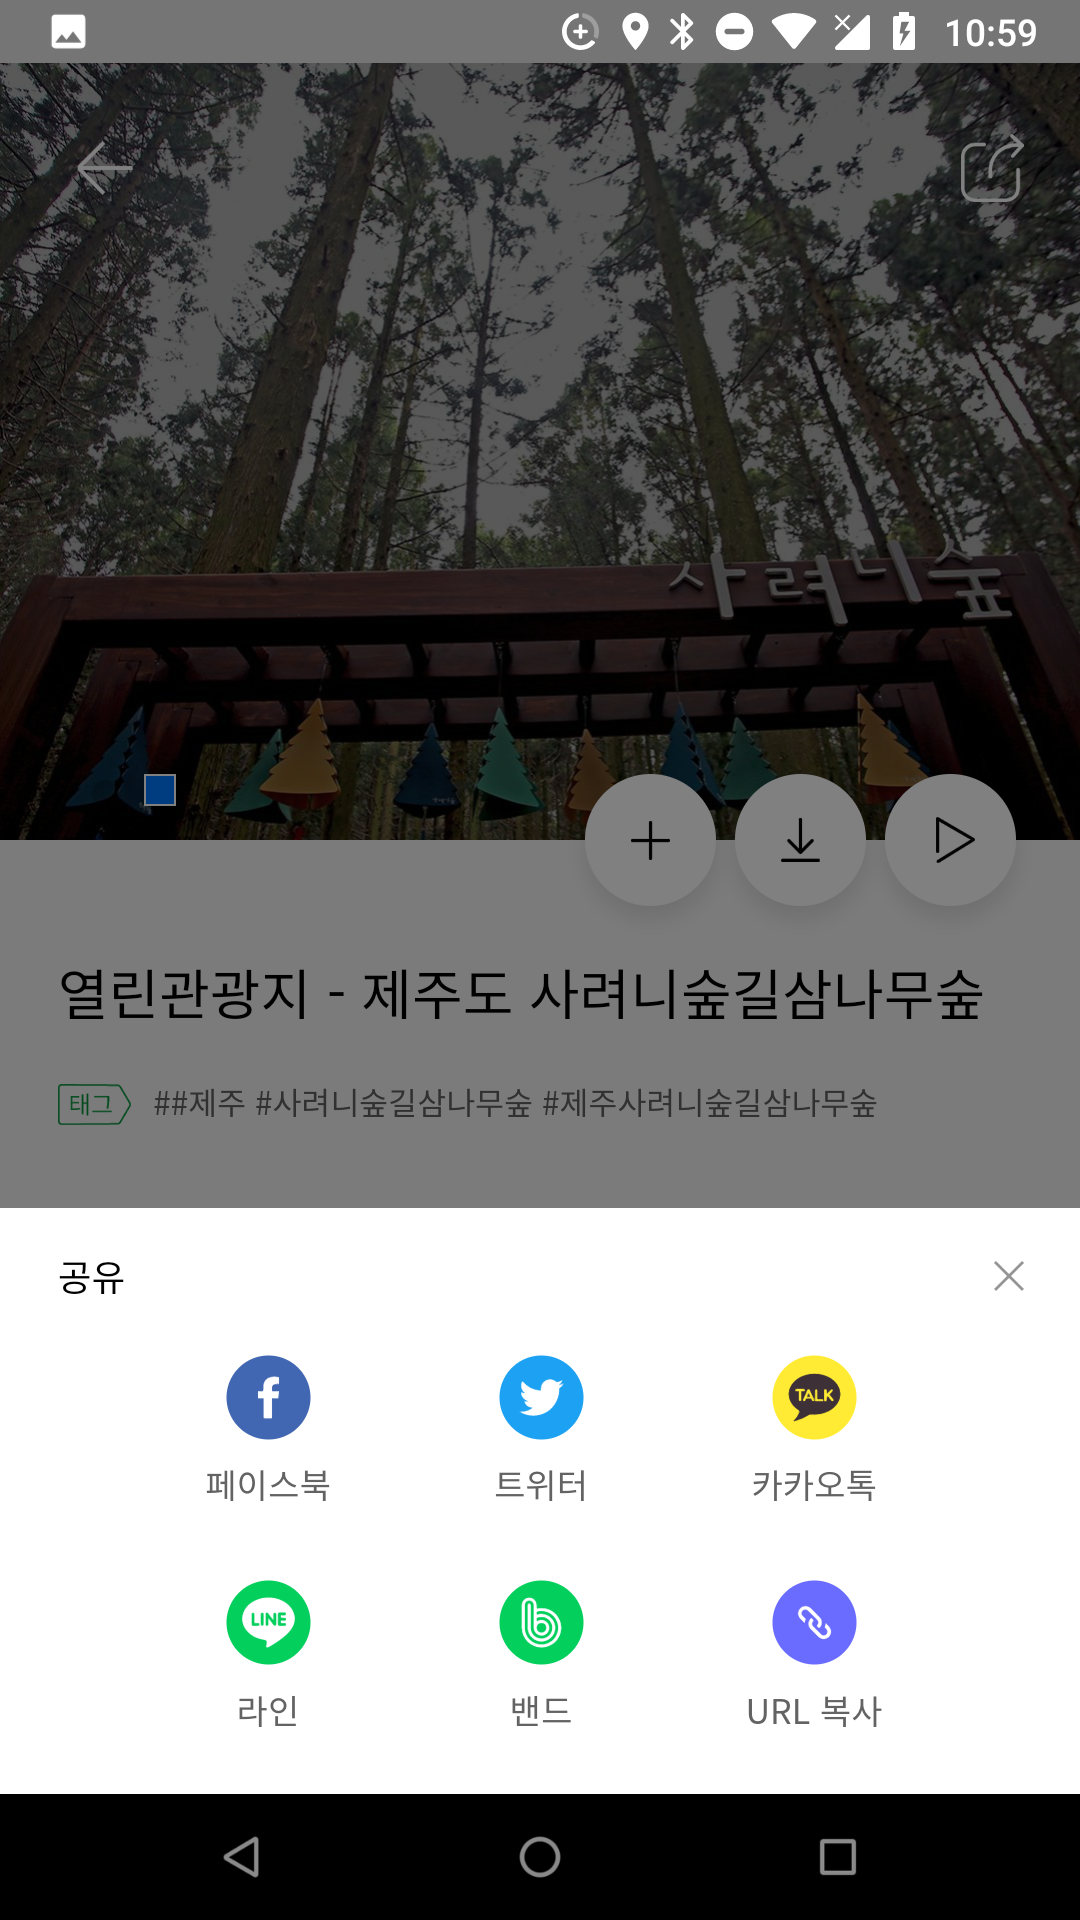 10:59
사려니숲
열린관광지 - 제주도 사려니숲길삼나무숲
태그 ##제주 #사려니숲길삼나무숲 #제주사려니숲길삼나무숲
공유
TALK
페이스북 트위터 카카오톡
LINE
라인 밴드 URL 복사